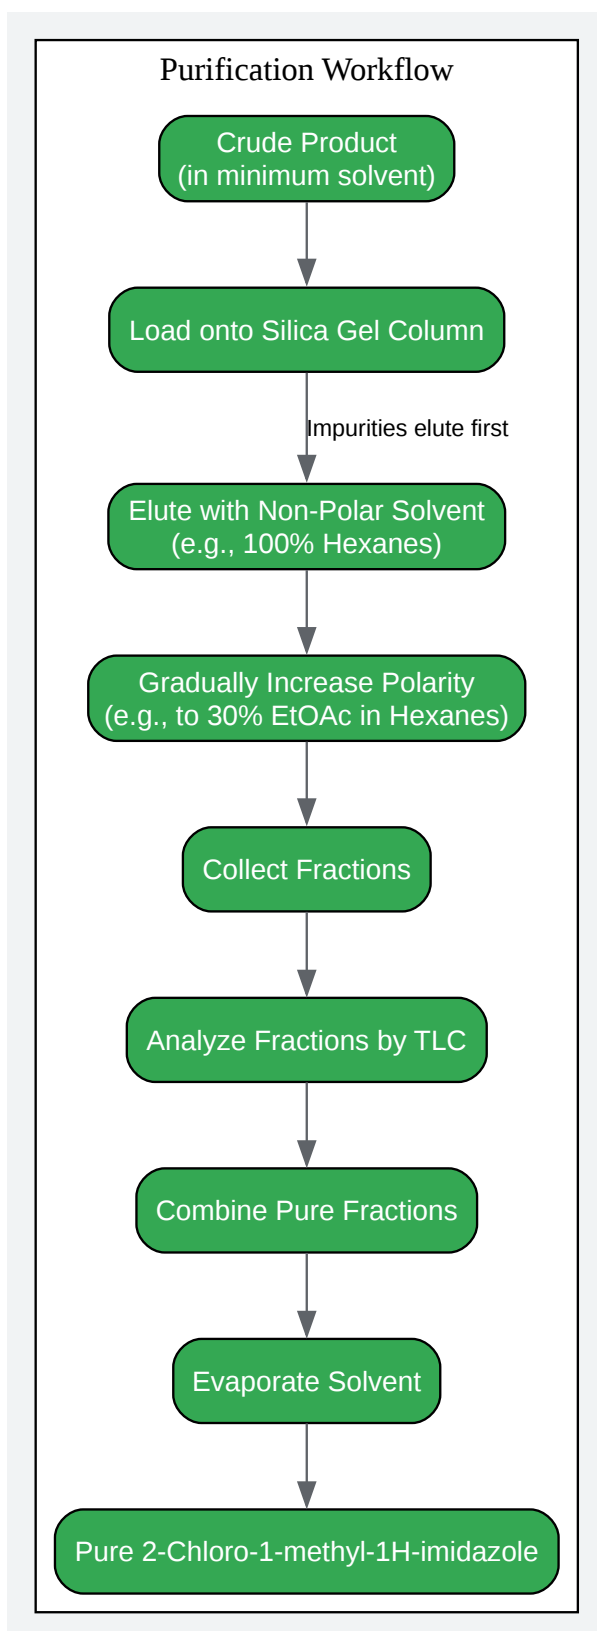 Purification Workflow
Crude Product
(in minimum solvent)
Load onto Silica Gel Column
Impurities elute first
Elute with Non-Polar Solvent
(e.g., 100% Hexanes)
Gradually Increase Polarity
(e.g., to 30% EtOAc in Hexanes)
Collect Fractions
Analyze Fractions by TLC
Combine Pure Fractions
Evaporate Solvent
Pure 2-Chloro-1-methyl-1H-imidazole